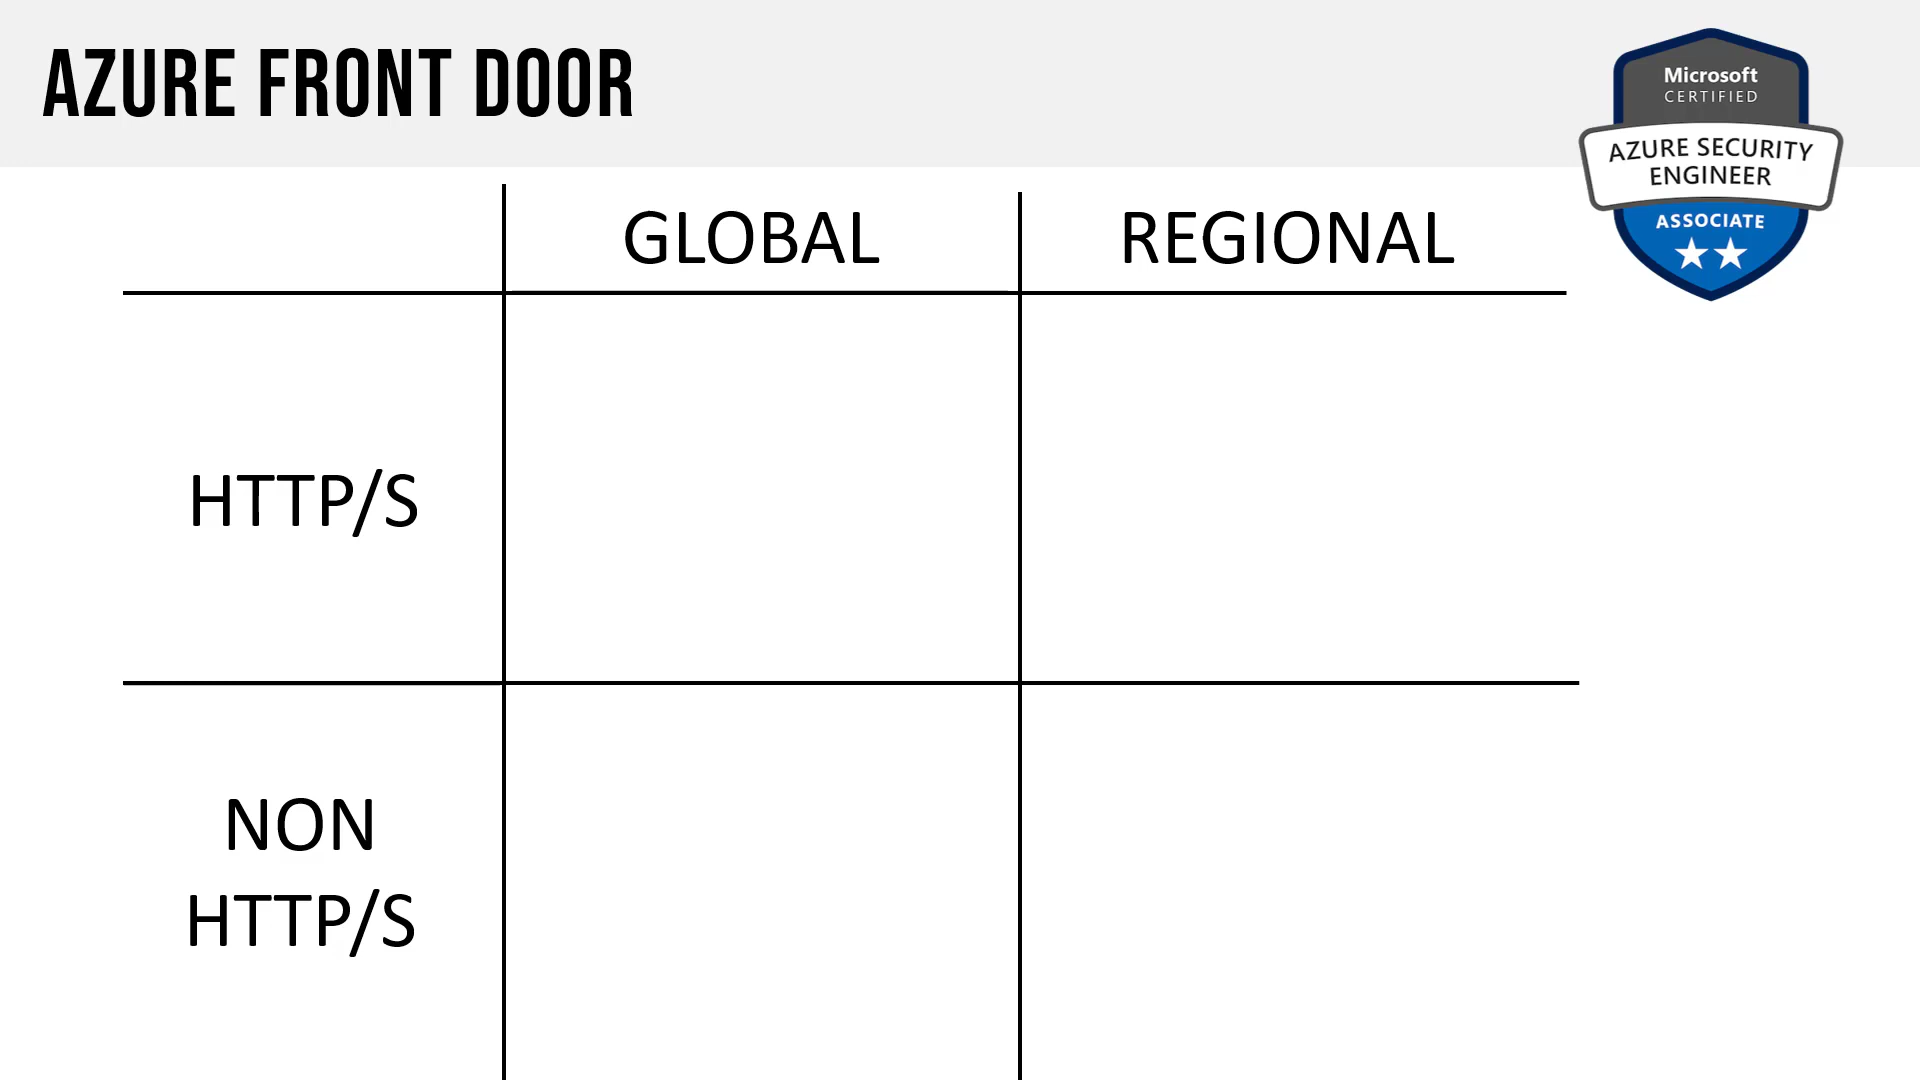 AZURE FRONT DOOR
Microsoft
CERTIFIED
AZURE SECURITY
ENGINEER
ASSOCIATE
GLOBAL
REGIONAL
HTTP/S
NON
HTTP/S